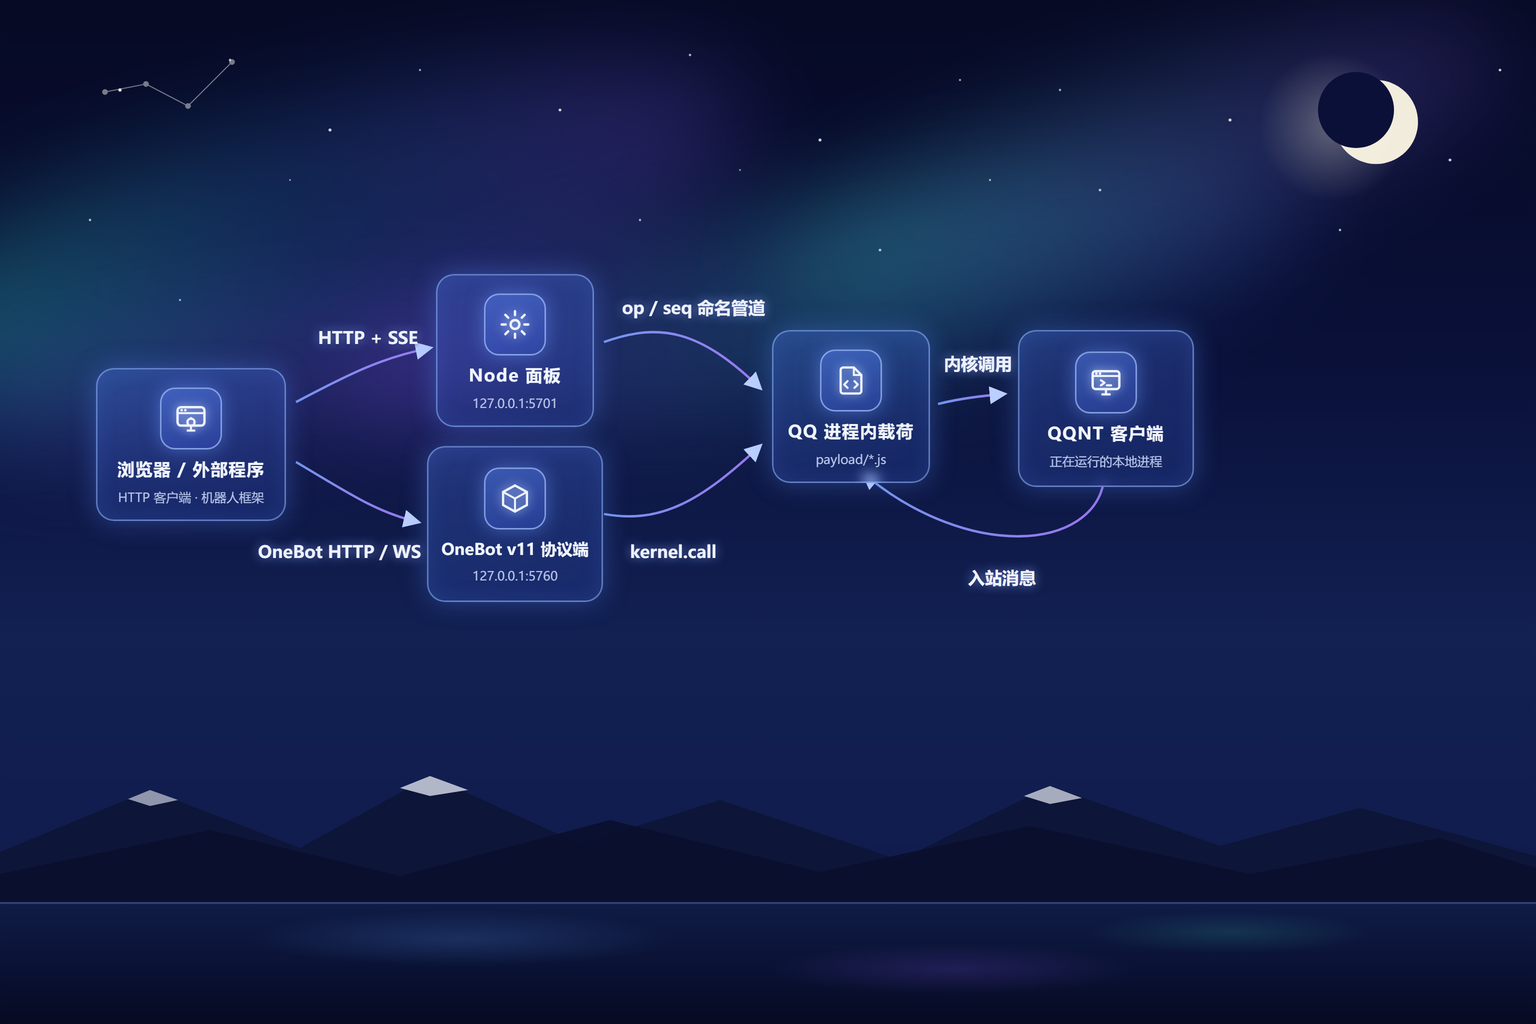 HTTP + SSE
Node 面板
127.0.0.1:5701
op / seq 命名管道
浏览器 / 外部程序
HTTP 客户端 · 机器人框架
OneBot HTTP / WS
OneBot v11 协议端
127.0.0.1:5760
kernel.call
QQ 进程内载荷
payload/*.js
内核调用
QQNT 客户端
正在运行的本地进程
入站消息